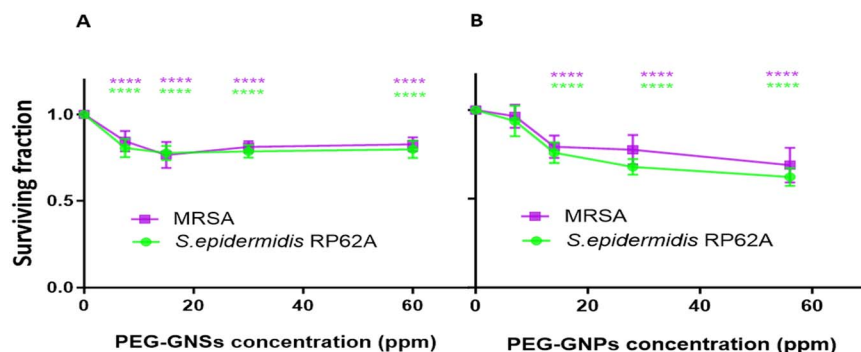 A
B
**** **** **** ****
**** **** **** ****
**** **** ****
**** **** ****
Surviving fraction
1.0
0.5
0.0
MRSA
S.epidermidis RP62A
MRSA
S.epidermidis RP62A
0 20 40 60
0 20 40 60
PEG-GNSs concentration (ppm)
PEG-GNPs concentration (ppm)